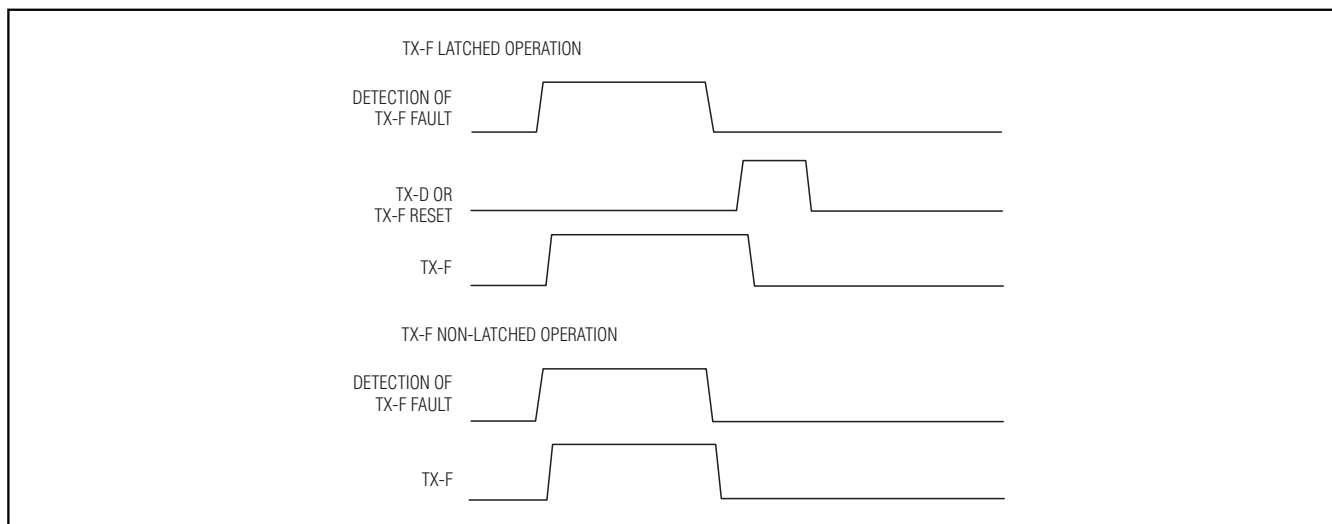 TX-F LATCHED OPERATION
DETECTION OF
TX-F FAULT
TX-D OR
TX-F RESET
TX-F
TX-F NON-LATCHED OPERATION
DETECTION OF
TX-F FAULT
TX-F